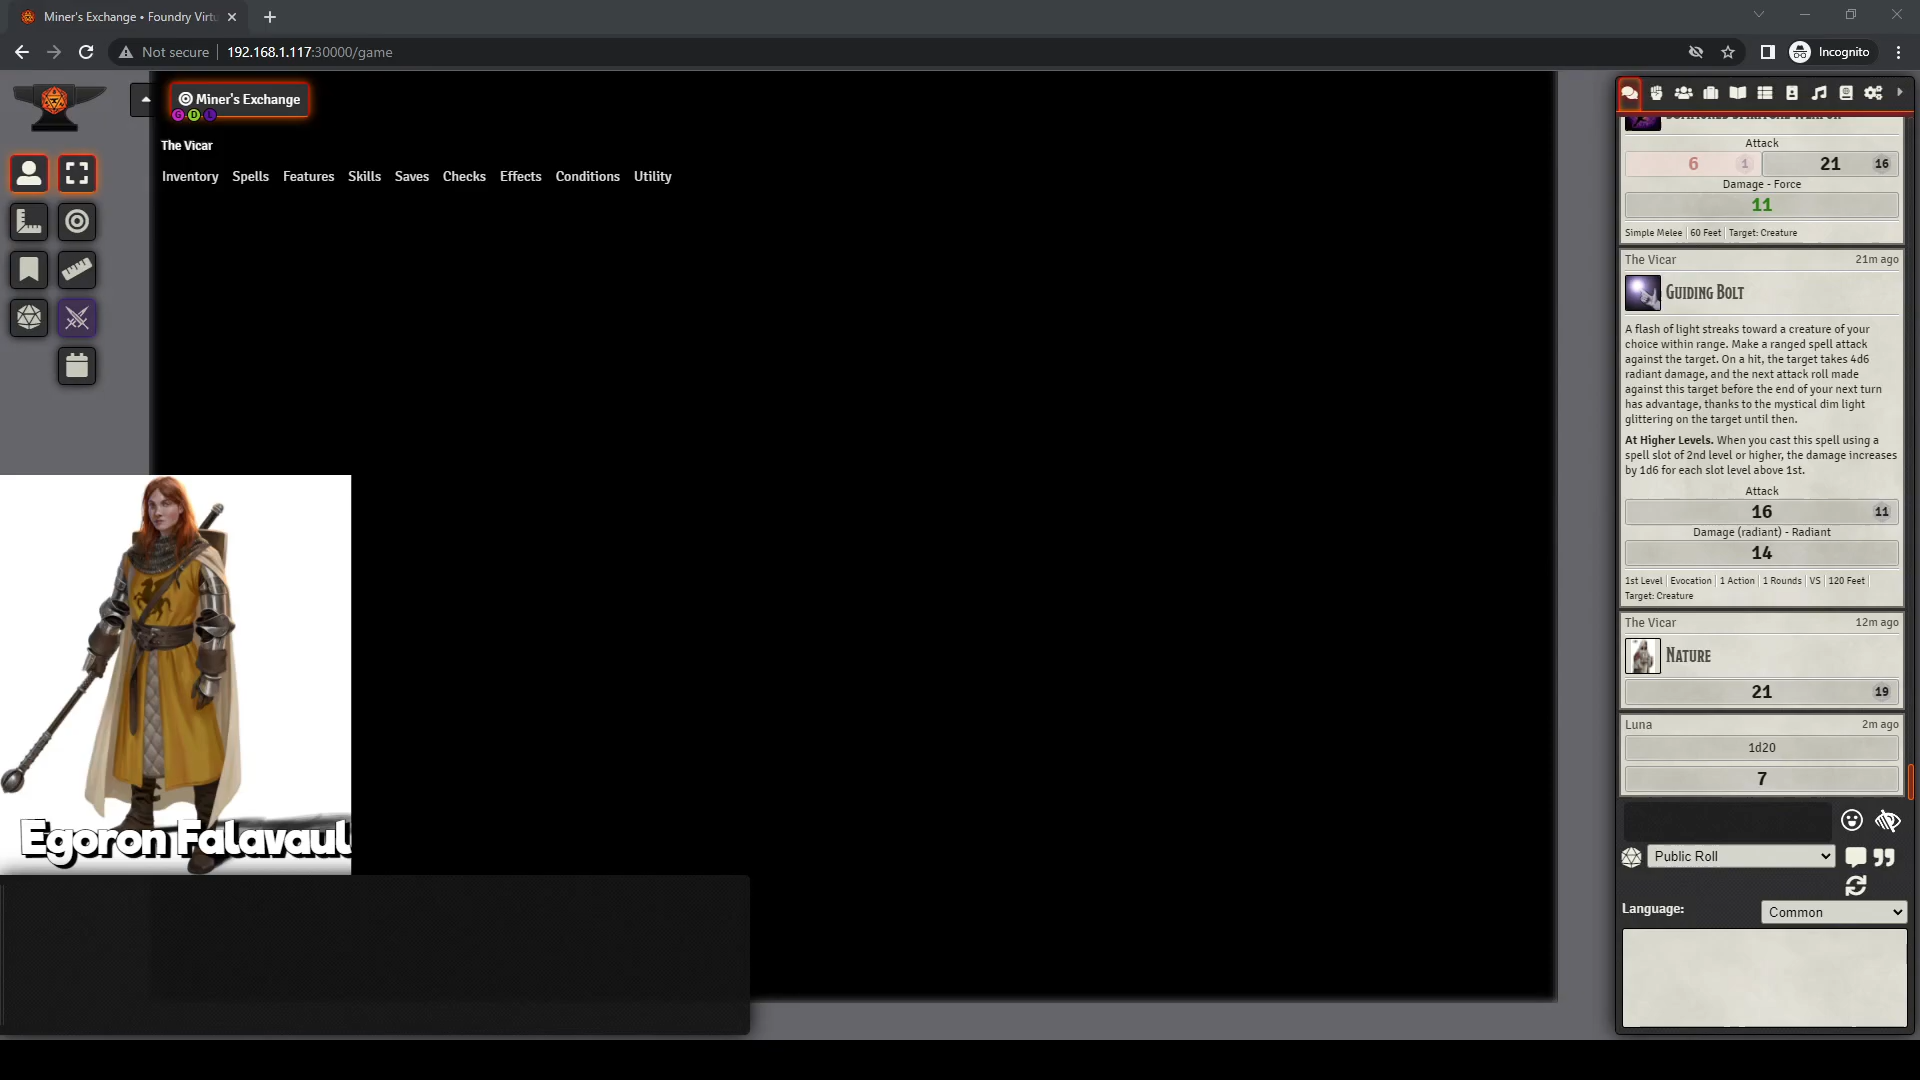 Miner's Exchange • Foundry Virtu
Not secure
192.168.1.117:30000/game
Incognito
Miner's Exchange
G D L
The Vicar
Inventory Spells Features Skills Saves Checks Effects Conditions Utility
Egoron Falavaul
Attack
6 1 21 16
Damage - Force
11
Simple Melee 60 Feet Target: Creature
The Vicar 21m ago
Guiding Bolt
A flash of light streaks toward a creature of your
choice within range. Make a ranged spell attack
against the target. On a hit, the target takes 4d6
radiant damage, and the next attack roll made
against this target before the end of your next turn
has advantage, thanks to the mystical dim light
glittering on the target until then.
At Higher Levels. When you cast this spell using a
spell slot of 2nd level or higher, the damage increases
by 1d6 for each slot level above 1st.
Attack
16 11
Damage (radiant) - Radiant
14
1st Level Evocation 1 Action 1 Rounds VS 120 Feet
Target: Creature
The Vicar 12m ago
Nature
21 19
Luna 2m ago
1d20
7
Public Roll
Language:
Common